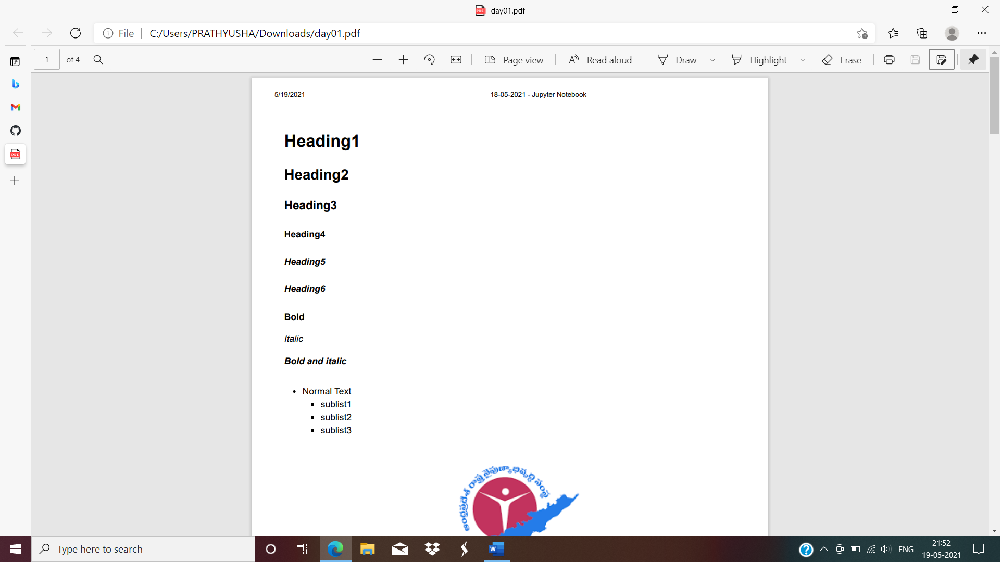 day01.pdf
File
C:/Users/PRATHYUSHA/Downloads/day01.pdf
1 of 4
Page view
Read aloud
Draw
Highlight
Erase
5/19/2021
18-05-2021 - Jupyter Notebook
Heading1
Heading2
Heading3
Heading4
Heading5
Heading6
Bold
Italic
Bold and italic
Normal Text
sublist1
sublist2
sublist3
ఆంధ్రప్రదేశ్ రాష్ట్ర నైపుణ్యాభివృద్ధి సంస్థ
Type here to search
ENG
21:52
19-05-2021